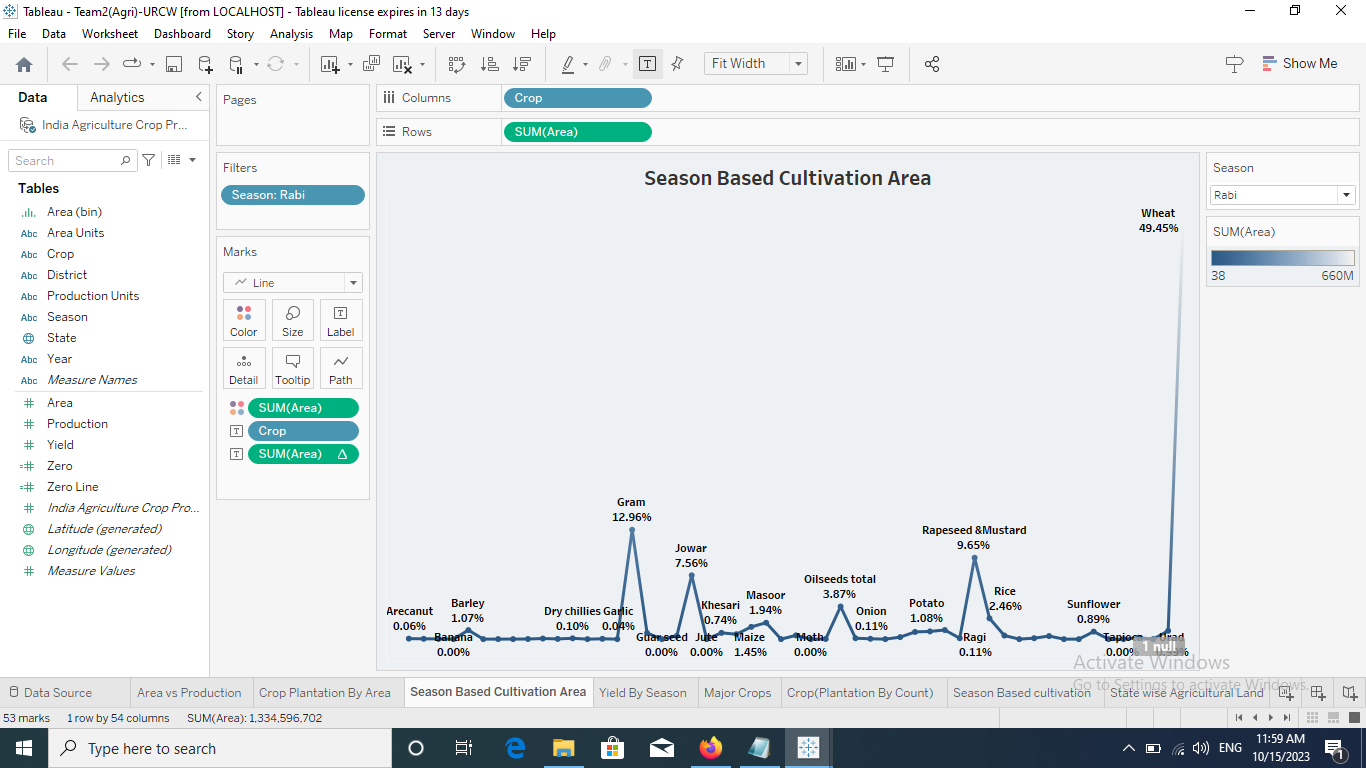 Tableau - Team2(Agri)-URCW [from LOCALHOST] - Tableau license expires in 13 days
File Data Worksheet Dashboard Story Analysis Map Format Server Window Help
Fit Width
Show Me
Data Analytics
India Agriculture Crop Pr...
Search
Tables
Area (bin)
Abc Area Units
Abc Crop
Abc District
Abc Production Units
Abc Season
State
Abc Year
Abc Measure Names
Area
Production
Yield
Zero
Zero Line
India Agriculture Crop Pro...
Latitude (generated)
Longitude (generated)
Measure Values
Pages
Filters
Season: Rabi
Marks
Line
Color Size Label
Detail Tooltip Path
SUM(Area)
Crop
SUM(Area) Δ
Columns Crop
Rows SUM(Area)
Season Based Cultivation Area
Wheat
49.45%
Gram
12.96%
Jowar
7.56%
Rapeseed &Mustard
9.65%
Oilseeds total
3.87%
Masoor
1.94%
Rice
2.46%
Arecanut
0.06%
Barley
1.07%
Dry chillies
0.10%
Garlic
0.04%
Khesari
0.74%
Onion
0.11%
Potato
1.08%
Sunflower
0.89%
Banana
0.00%
Guar seed
0.00%
Jute
0.00%
Maize
1.45%
Moth
0.00%
Ragi
0.11%
Tapioca
0.00%
Urad
1 null
Season
Rabi
SUM(Area)
38 660M
Activate Windows
Go to Settings to activate Windows.
Data Source Area vs Production Crop Plantation By Area Season Based Cultivation Area Yield By Season Major Crops Crop(Plantation By Count) Season Based cultivation State wise Agricultural Land
53 marks 1 row by 54 columns SUM(Area): 1,334,596,702
Type here to search
ENG
11:59 AM
10/15/2023
1